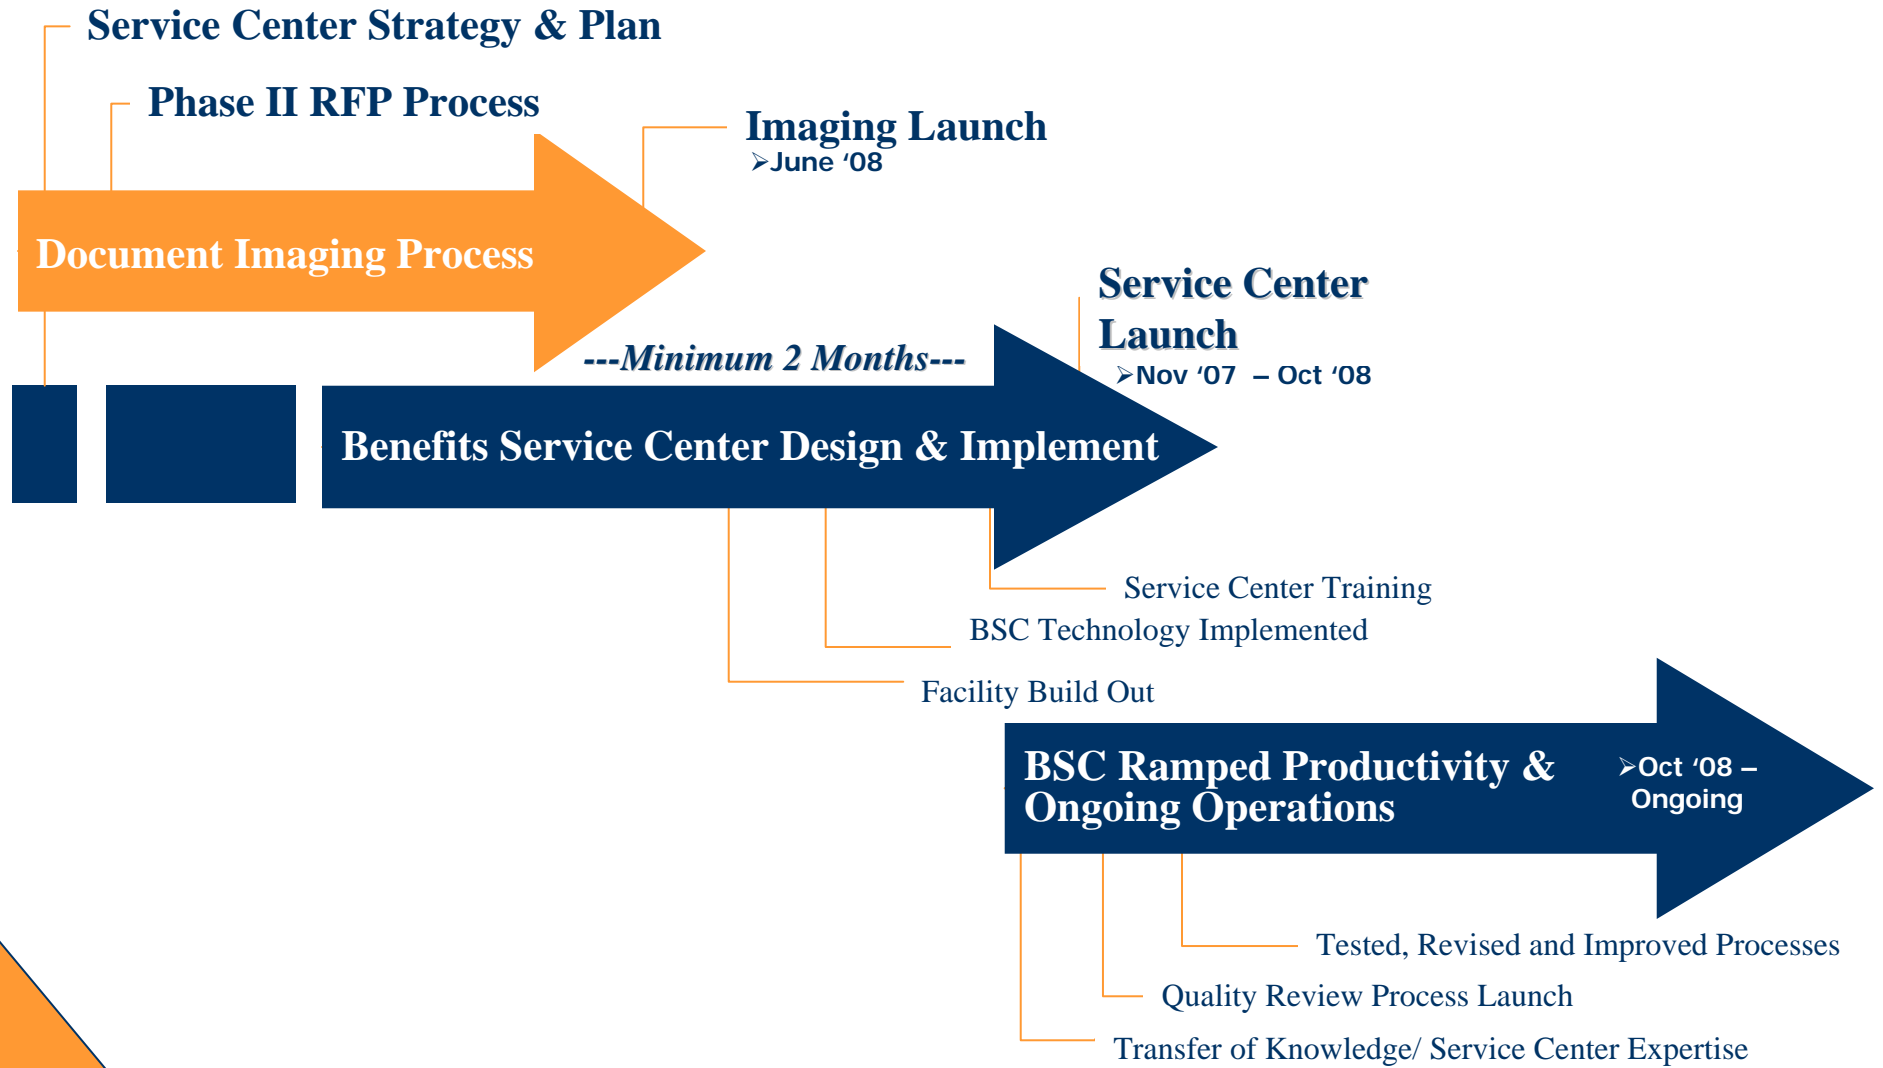 Service Center Strategy & Plan
Phase II RFP Process
Imaging Launch
➢June ‘08
Document Imaging Process
Service Center
Launch
➢Nov ‘07 – Oct ‘08
---Minimum 2 Months---
Benefits Service Center Design & Implement
Service Center Training
BSC Technology Implemented
Facility Build Out
BSC Ramped Productivity &
Ongoing Operations
➢Oct ‘08 –
Ongoing
Tested, Revised and Improved Processes
Quality Review Process Launch
Transfer of Knowledge/ Service Center Expertise